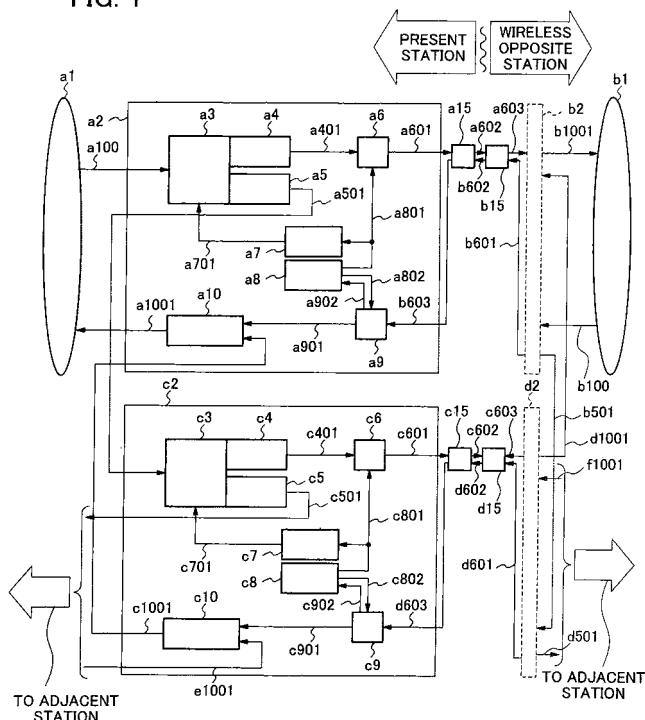 FIG. 1
PRESENT
STATION
WIRELESS
OPPOSITE
STATION
a1
b1
a2
a3
a4
a6
a15
a602
a603
b2
a100
a401
a601
b1001
a5
a501
b602
b15
a801
b601
a701
a7
a8
a802
a902
b603
a1001
a10
a901
a9
b100
c2
d2
b501
c3
c4
c6
c15
c602
c603
d1001
c401
c601
f1001
c5
d602
c501
d15
c801
c701
c7
c8
c802
d601
c902
c1001
c10
d603
c901
c9
d501
e1001
TO ADJACENT
STATION
TO ADJACENT
STATION